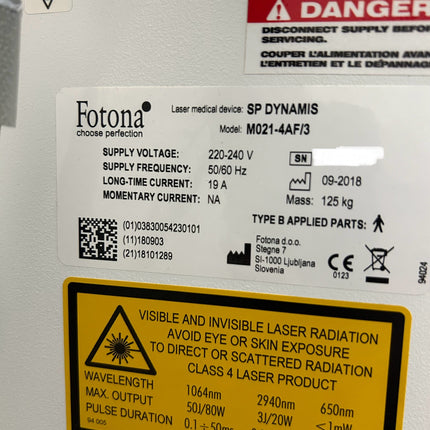 DANGER
DISCONNECT SUPPLY BEFORE
SERVICING.
COUPER L'ALIMENTATION AVANT
L'ENTRETIEN ET LE DÉPANNAGE
Fotona
choose perfection
Laser medical device: SP DYNAMIS
Model: M021-4AF/3
SUPPLY VOLTAGE: 220-240 V
SUPPLY FREQUENCY: 50/60 Hz
LONG-TIME CURRENT: 19 A
MOMENTARY CURRENT: NA
SN
09-2018
Mass: 125 kg
TYPE B APPLIED PARTS:
(01)03830054230101
(11)180903
(21)18101289
Fotona d.o.o.
Stegne 7
SI-1000 Ljubljana
Slovenia
CE
0123
94024
VISIBLE AND INVISIBLE LASER RADIATION
AVOID EYE OR SKIN EXPOSURE
TO DIRECT OR SCATTERED RADIATION
CLASS 4 LASER PRODUCT
WAVELENGTH 1064nm 2940nm 650nm
MAX. OUTPUT 50J/80W 3J/20W <1mW
PULSE DURATION 0.1÷50ms
94 005